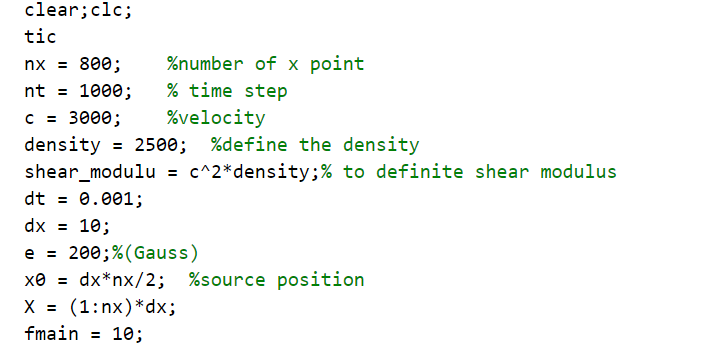 clear;clc;
tic
nx = 800;    %number of x point
nt = 1000;   % time step
c = 3000;    %velocity
density = 2500;  %define the density
shear_modulu = c^2*density;% to definite shear modulus
dt = 0.001;
dx = 10;
e = 200;%(Gauss)
x0 = dx*nx/2;  %source position
X = (1:nx)*dx;
fmain = 10;